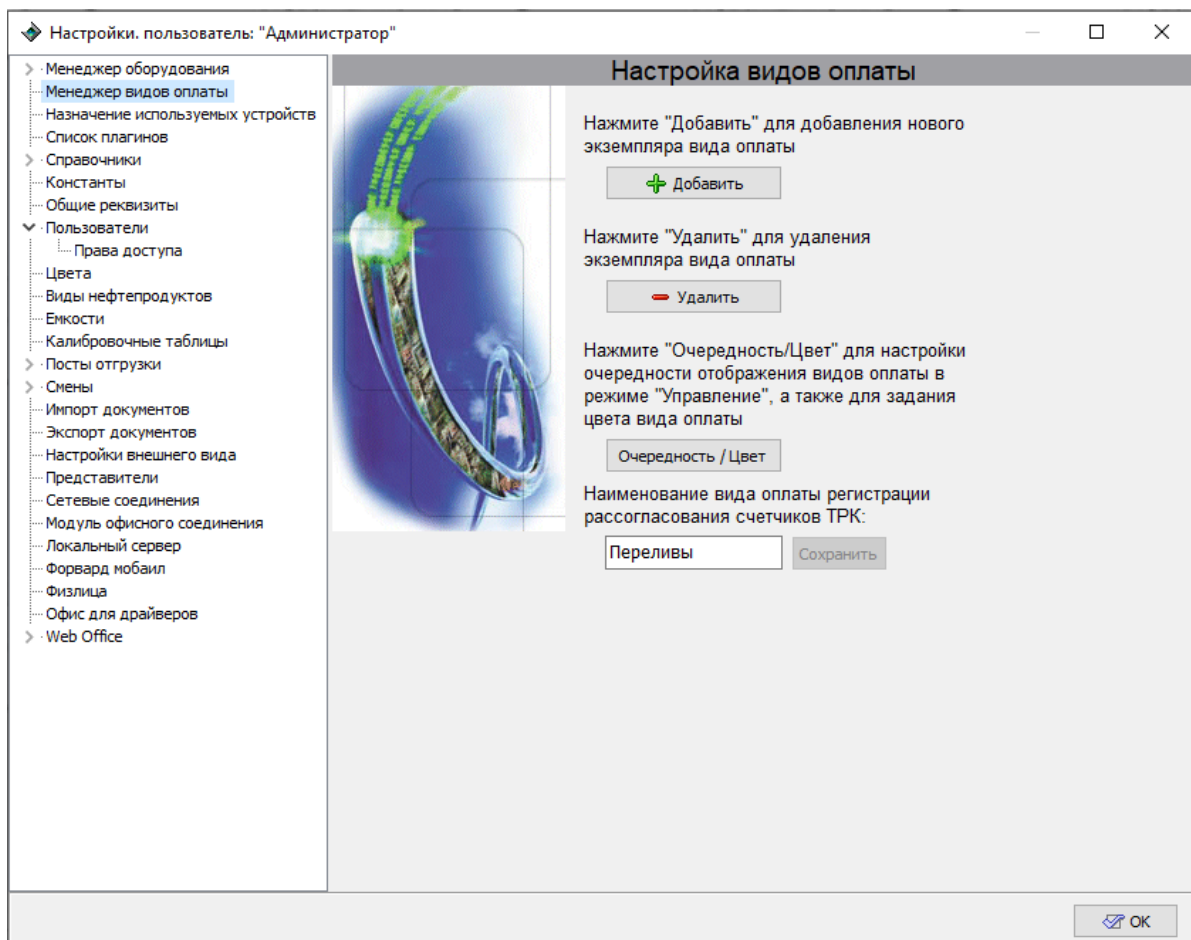 Настройки. пользователь: "Администратор"
Менеджер оборудования
Менеджер видов оплаты
Назначение используемых устройств
Список плагинов
Справочники
Константы
Общие реквизиты
Пользователи
Права доступа
Цвета
Виды нефтепродуктов
Емкости
Калибровочные таблицы
Посты отгрузки
Смены
Импорт документов
Экспорт документов
Настройки внешнего вида
Представители
Сетевые соединения
Модуль офисного соединения
Локальный сервер
Форвард мобаил
Физлица
Офис для драйверов
Web Office
Настройка видов оплаты
Нажмите "Добавить" для добавления нового
экземпляра вида оплаты
Добавить
Нажмите "Удалить" для удаления
экземпляра вида оплаты
Удалить
Нажмите "Очередность/Цвет" для настройки
очередности отображения видов оплаты в
режиме "Управление", а также для задания
цвета вида оплаты
Очередность / Цвет
Наименование вида оплаты регистрации
рассогласования счетчиков ТРК:
Переливы
Сохранить
OK